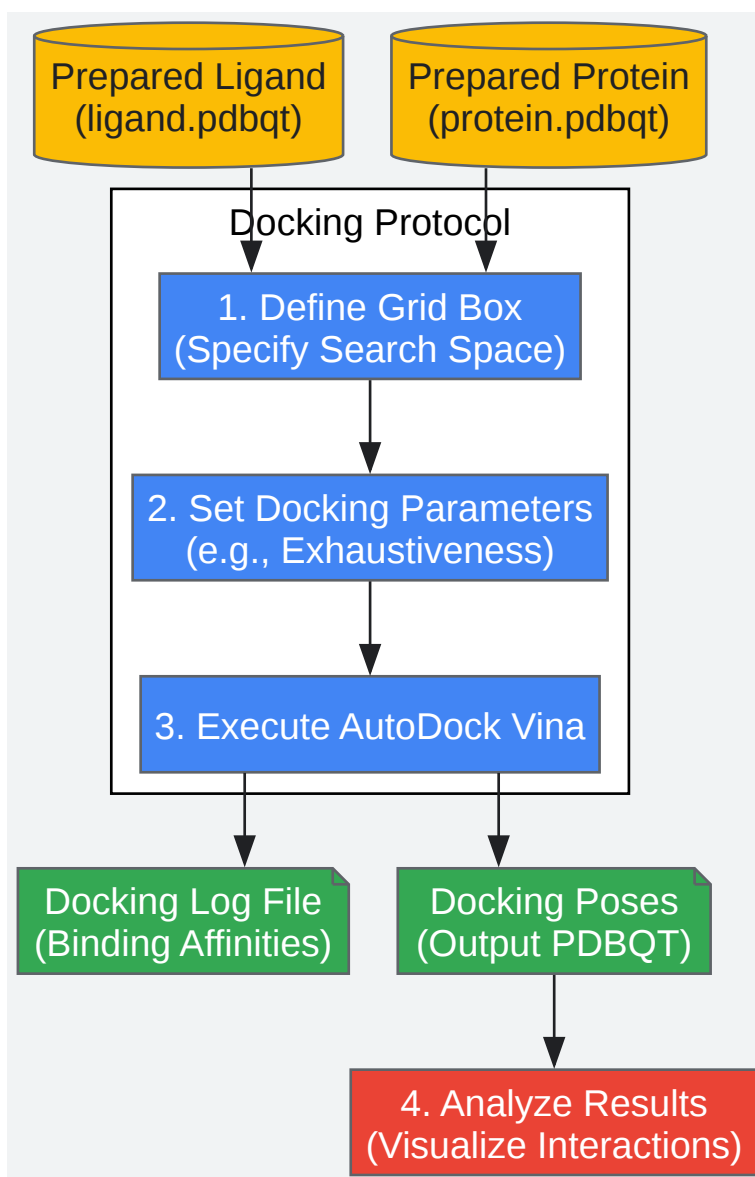 Prepared Ligand
(ligand.pdbqt)
Prepared Protein
(protein.pdbqt)
Docking Protocol
1. Define Grid Box
(Specify Search Space)
2. Set Docking Parameters
(e.g., Exhaustiveness)
3. Execute AutoDock Vina
Docking Log File
(Binding Affinities)
Docking Poses
(Output PDBQT)
4. Analyze Results
(Visualize Interactions)